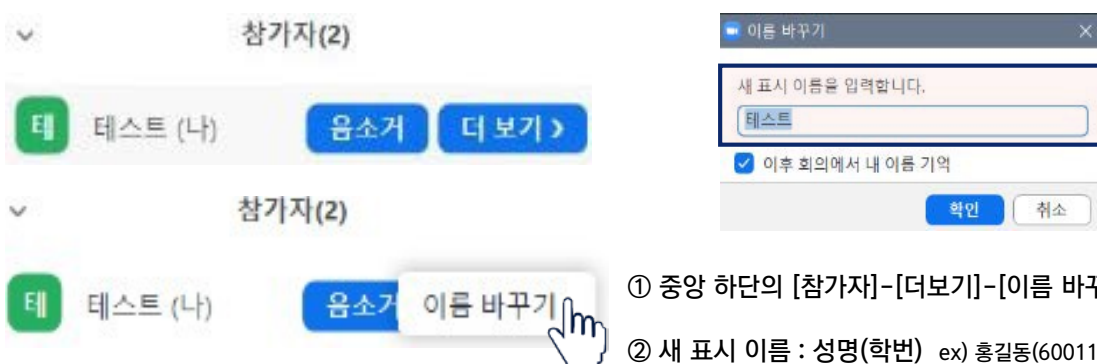 참가자(2)
테 테스트 (나) 음소거 더 보기 >
참가자(2)
테 테스트 (나) 음소거 이름 바꾸기
이름 바꾸기
새 표시 이름을 입력합니다.
테스트
이후 회의에서 내 이름 기억
확인 취소
① 중앙 하단의 [참가자]-[더보기]-[이름 바꾸
② 새 표시 이름 : 성명(학번) ex) 홍길동(60011